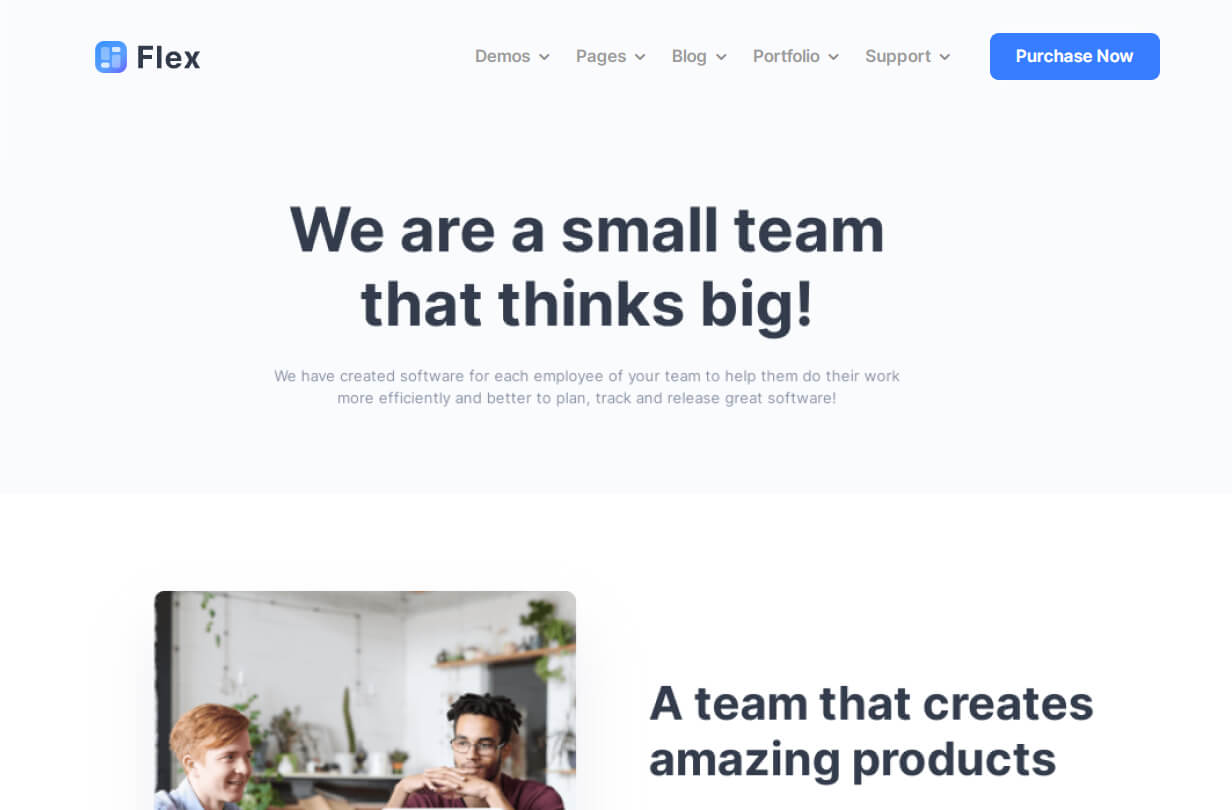 Flex
Demos
Pages
Blog
Portfolio
Support
Purchase Now
We are a small team
that thinks big!
We have created software for each employee of your team to help them do their work
more efficiently and better to plan, track and release great software!
A team that creates
amazing products